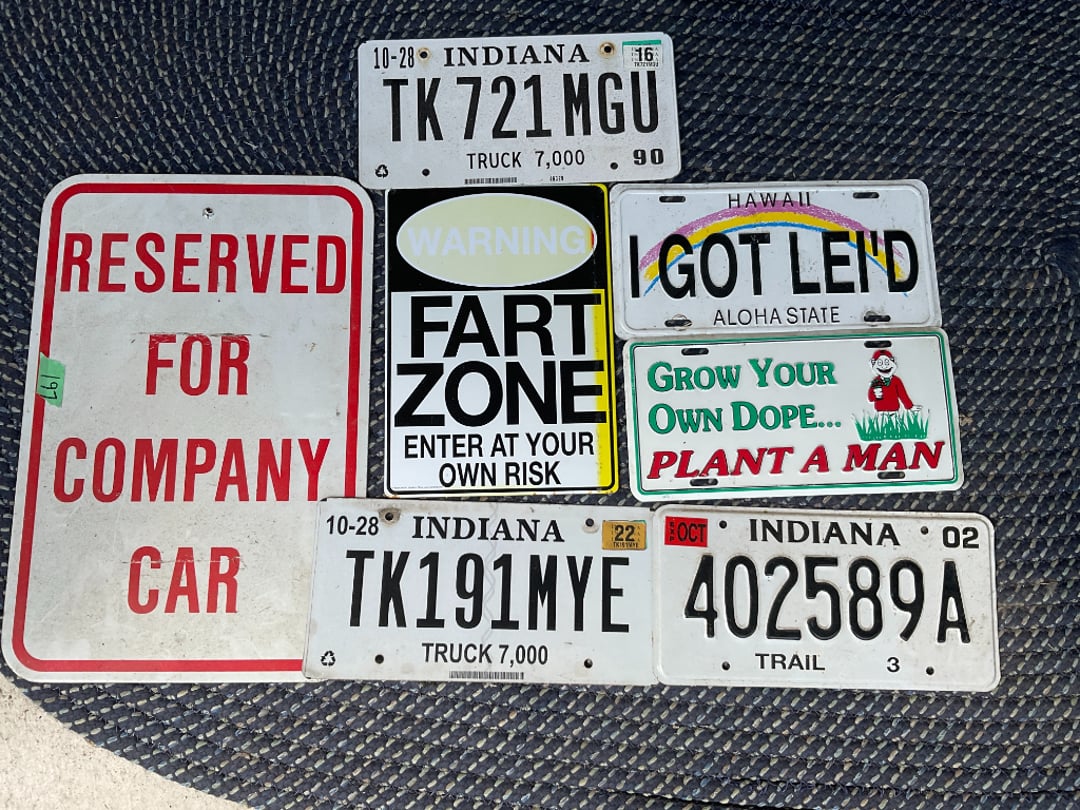 10-28 INDIANA 16
TK 721 MGU
TRUCK 7,000 90
RESERVED
FOR
COMPANY
CAR
197
WARNING
FART
ZONE
ENTER AT YOUR
OWN RISK
HAWAII
I GOT LEI'D
ALOHA STATE
GROW YOUR
OWN DOPE...
PLANT A MAN
10-28 INDIANA 22
TK191MYE
TRUCK 7,000
EXP OCT INDIANA 02
402589A
TRAIL 3